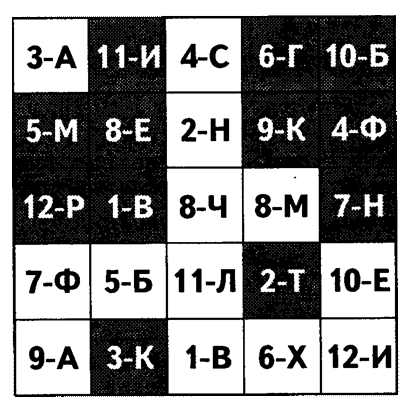 3-А 11-И 4-С 6-Г 10-Б
5-М 8-Е 2-Н 9-К 4-Ф
12-Р 1-В 8-Ч 8-М 7-Н
7-Ф 5-Б 11-Л 2-Т 10-Е
9-А 3-К 1-В 6-Х 12-И